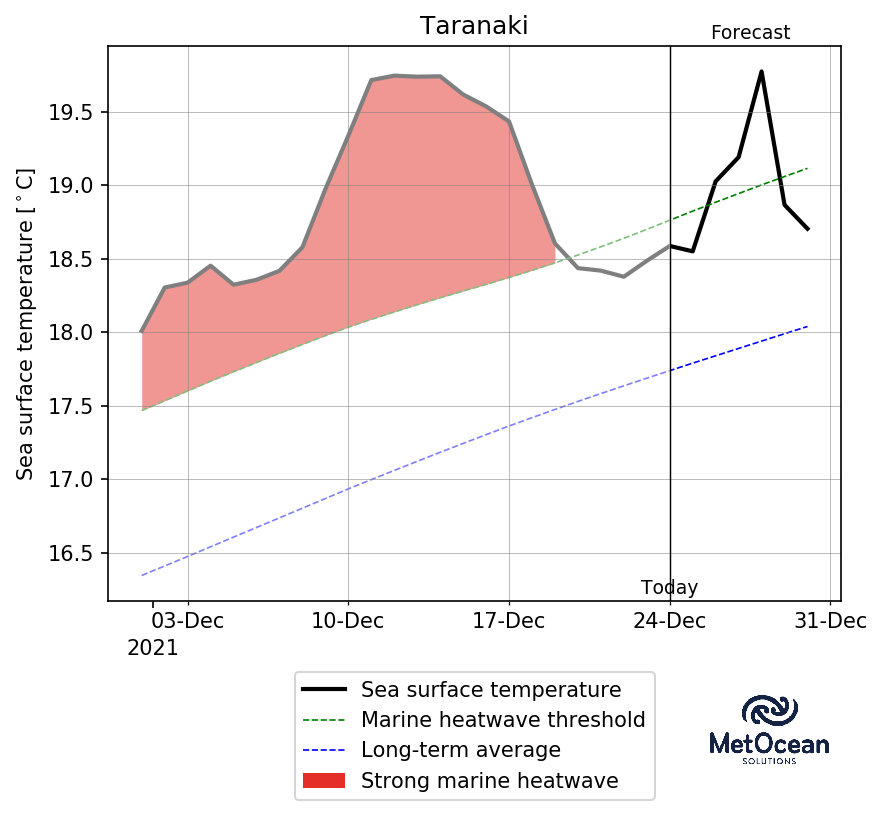 Taranaki
Forecast
Sea surface temperature [°C]
19.5
19.0
18.5
18.0
17.5
17.0
16.5
Today
03-Dec 10-Dec 17-Dec 24-Dec 31-Dec
2021
Sea surface temperature
Marine heatwave threshold
Long-term average
Strong marine heatwave
MetOcean
SOLUTIONS